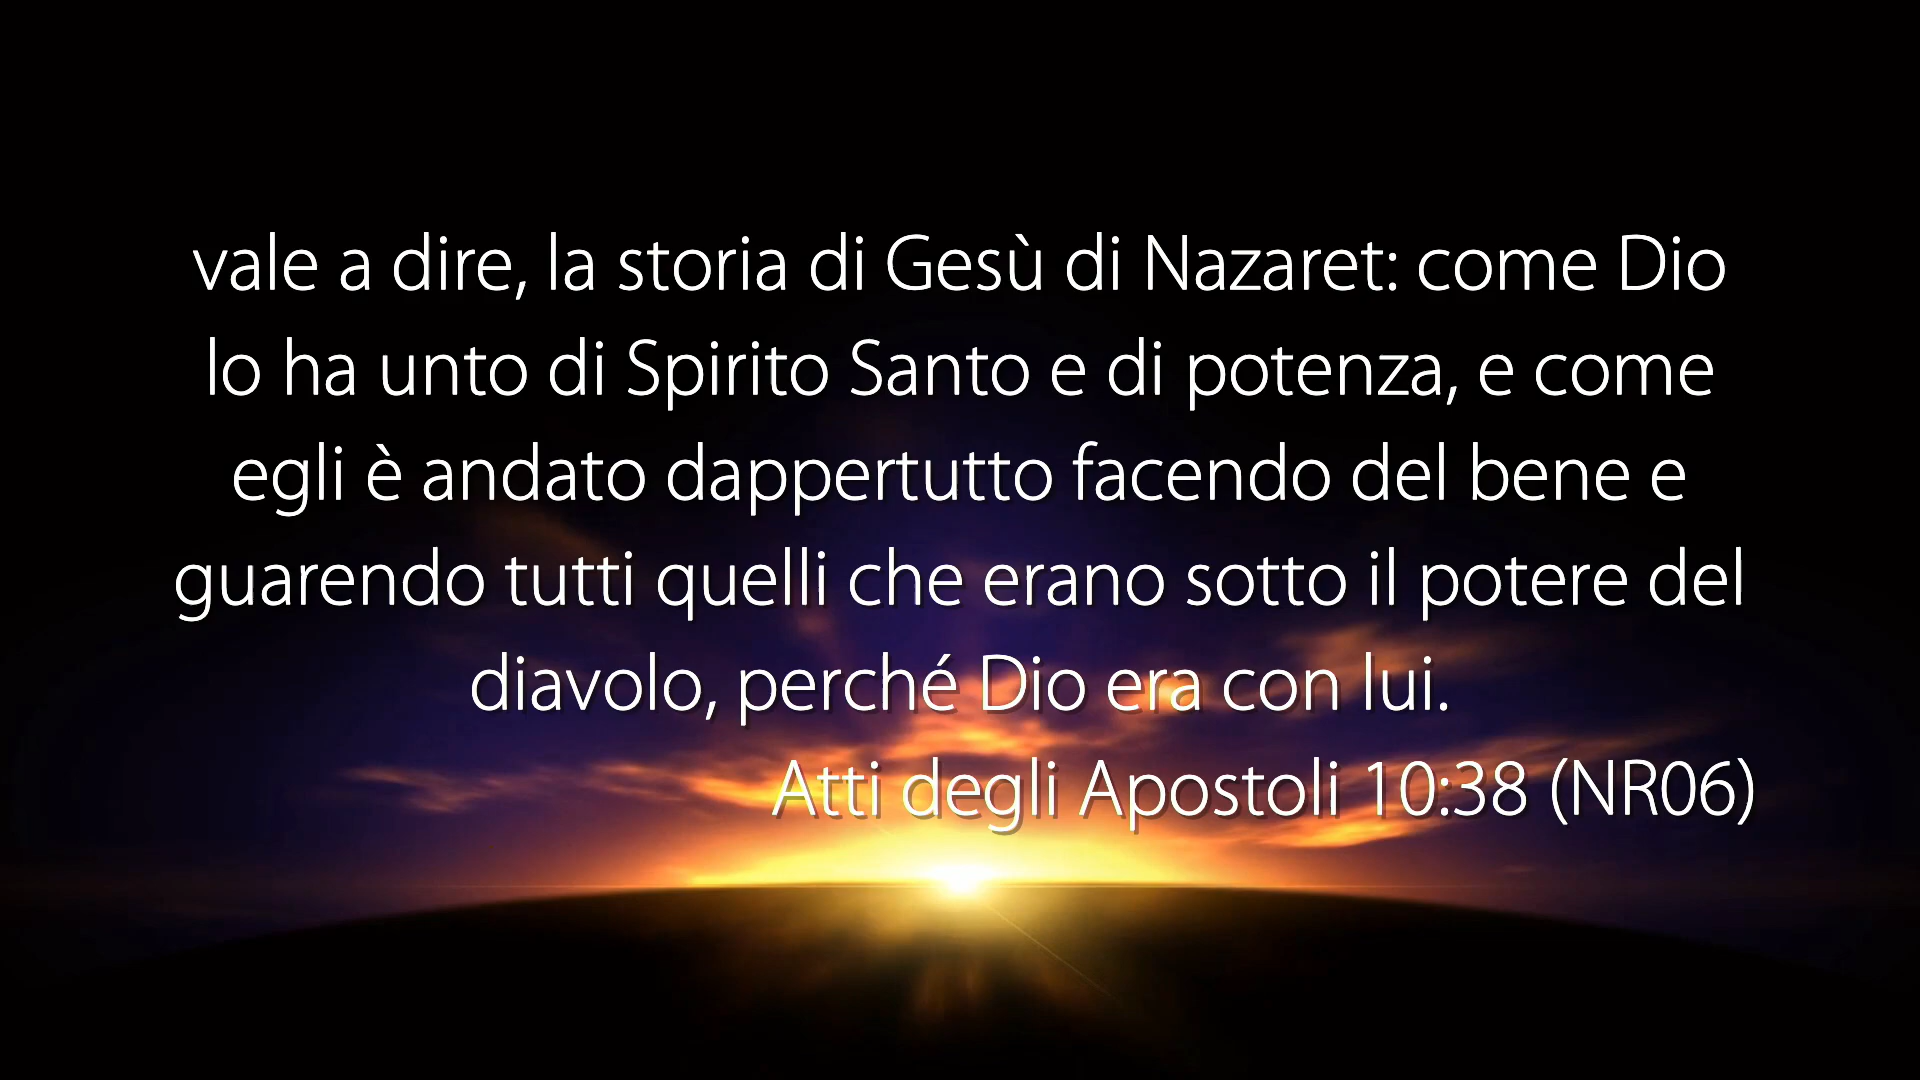 vale a dire, la storia di Gesù di Nazaret: come Dio
lo ha unto di Spirito Santo e di potenza, e come
egli è andato dappertutto facendo del bene e
guarendo tutti quelli che erano sotto il potere del
diavolo, perché Dio era con lui.
Atti degli Apostoli 10:38 (NR06)